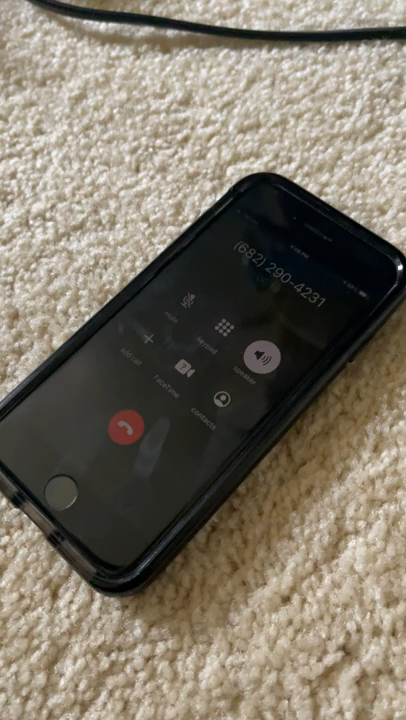 (682) 290-4231
mute
keypad
speaker
add call
FaceTime
contacts